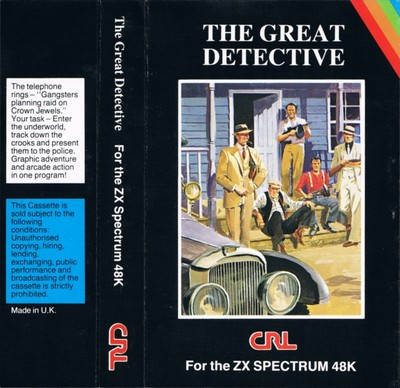 The telephone
rings – "Gangsters
planning raid on
Crown Jewels."
Your task – Enter
the underworld,
track down the
crooks and present
them to the police.
Graphic adventure
and arcade action
in one program!
This Cassette is
sold subject to the
following
conditions:
Unauthorised
copying, hiring,
lending,
exchanging, public
performance and
broadcasting of the
cassette is strictly
prohibited.
Made in U.K.
The Great Detective For the ZX Spectrum 48K
CRL
THE GREAT
DETECTIVE
CRL
For the ZX SPECTRUM 48K